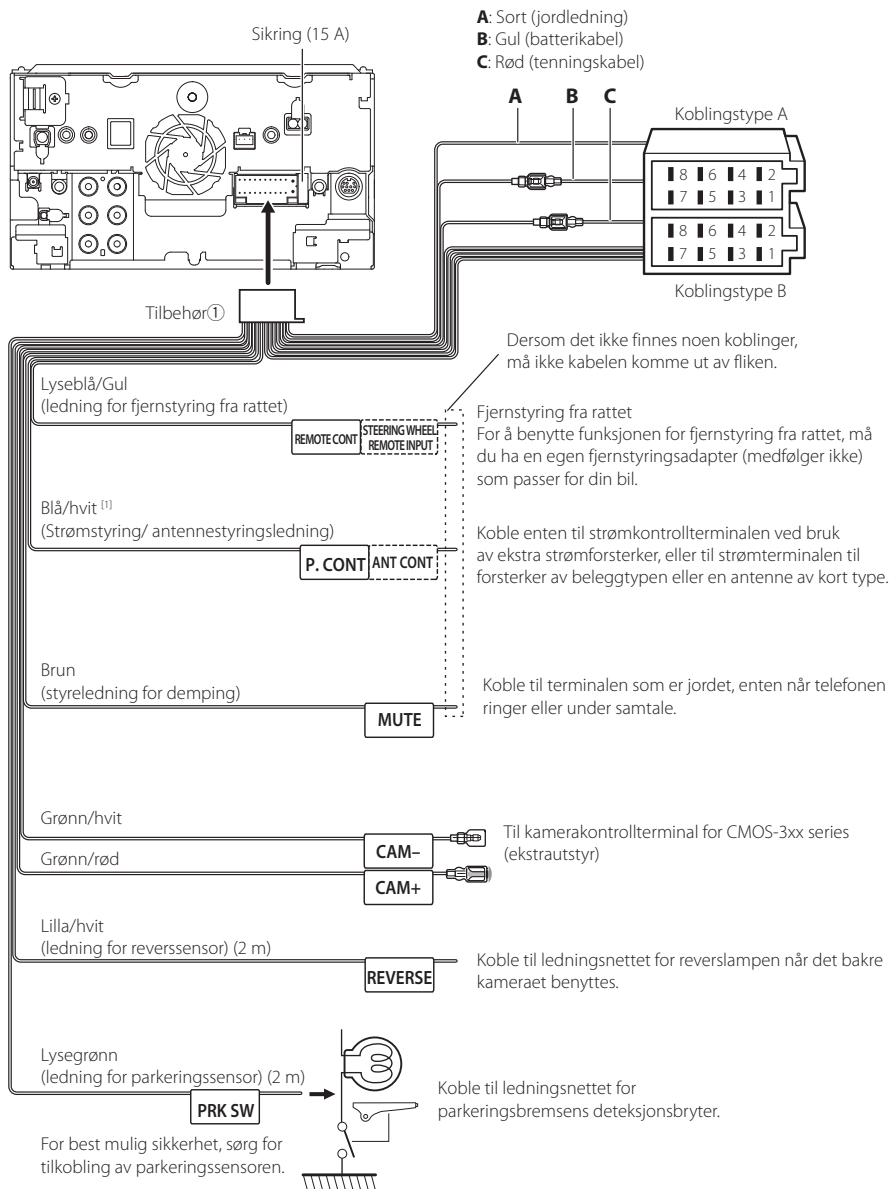 Sikring (15 A)
A: Sort (jordledning)
B: Gul (batterikabel)
C: Rød (tenningskabel)
A B C
Koblingstype A
8 6 4 2
7 5 3 1
8 6 4 2
7 5 3 1
Koblingstype B
Tilbehør①
Dersom det ikke finnes noen koblinger,
må ikke kabelen komme ut av fliken.
Lyseblå/Gul
(ledning for fjernstyring fra rattet)
REMOTE CONT
STEERING WHEEL
REMOTE INPUT
Fjernstyring fra rattet
For å benytte funksjonen for fjernstyring fra rattet, må
du ha en egen fjernstyringsadapter (medfølger ikke)
som passer for din bil.
Blå/hvit [1]
(Strømstyring/ antennestyringsledning)
P. CONT
ANT CONT
Koble enten til strømkontrollterminalen ved bruk
av ekstra strømforsterker, eller til strømterminalen til
forsterker av beleggtypen eller en antenne av kort type.
Brun
(styreledning for demping)
MUTE
Koble til terminalen som er jordet, enten når telefonen
ringer eller under samtale.
Grønn/hvit
CAM–
Grønn/rød
CAM+
Til kamerakontrollterminal for CMOS-3xx series
(ekstrautstyr)
Lilla/hvit
(ledning for reverssensor) (2 m)
REVERSE
Koble til ledningsnettet for reverslampen når det bakre
kameraet benyttes.
Lysegrønn
(ledning for parkeringssensor) (2 m)
PRK SW
Koble til ledningsnettet for
parkeringsbremsens deteksjonsbryter.
For best mulig sikkerhet, sørg for
tilkobling av parkeringssensoren.